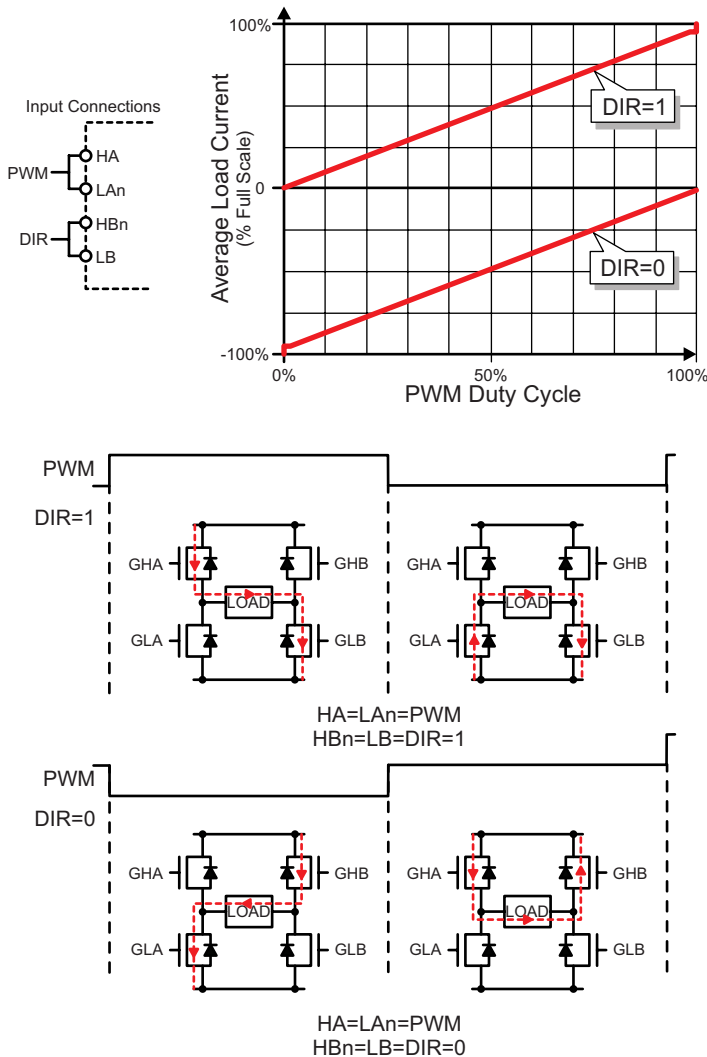 Input Connections
PWM
HA
LAn
DIR
HBn
LB
Average Load Current
(% Full Scale)
100%
0
-100%
DIR=1
DIR=0
0%
50%
100%
PWM Duty Cycle
PWM
DIR=1
GHA
GHB
LOAD
GLA
GLB
GHA
GHB
LOAD
GLA
GLB
HA=LAn=PWM
HBn=LB=DIR=1
PWM
DIR=0
GHA
GHB
LOAD
GLA
GLB
GHA
GHB
LOAD
GLA
GLB
HA=LAn=PWM
HBn=LB=DIR=0